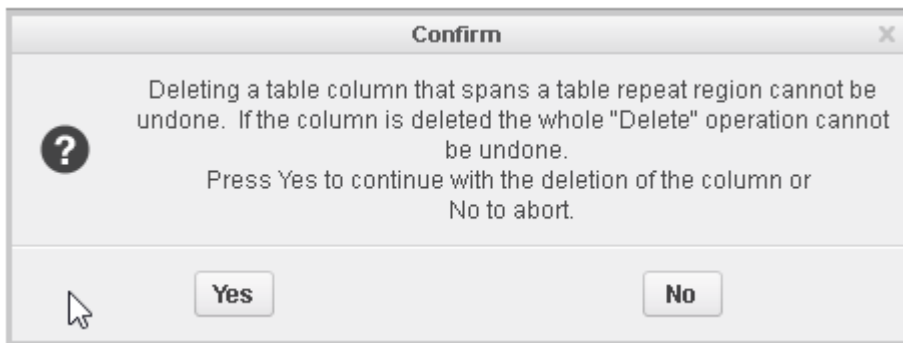 Confirm
Deleting a table column that spans a table repeat region cannot be
undone.  If the column is deleted the whole "Delete" operation cannot
be undone.
Press Yes to continue with the deletion of the column or
No to abort.
Yes
No